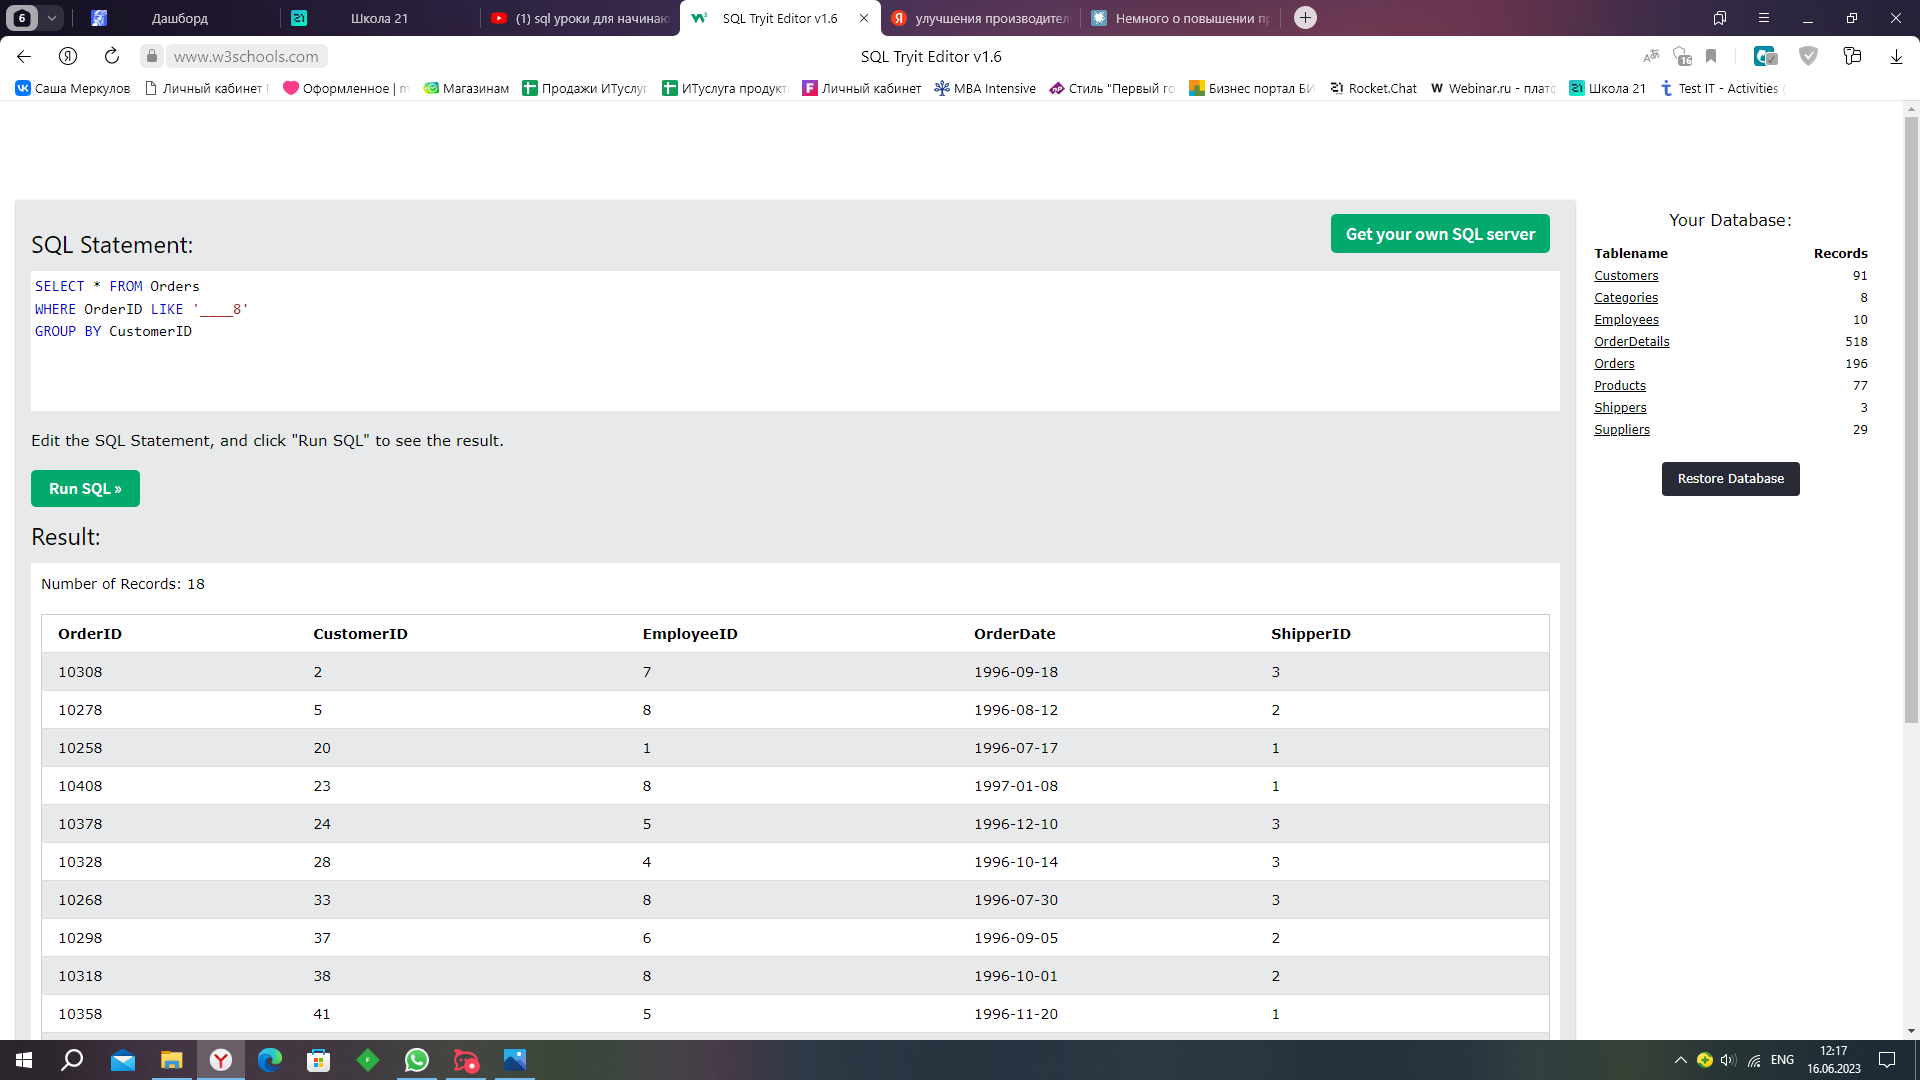 6
Дашборд
Школа 21
(1) sql уроки для начинаю
SQL Tryit Editor v1.6
улучшения производител
Немного о повышении пр
www.w3schools.com
SQL Tryit Editor v1.6
16
Саша Меркулов
Личный кабинет
Оформленное | m
Магазинам
Продажи ИТуслуг
ИТуслуга продукт
Личный кабинет
MBA Intensive
Стиль "Первый го
Бизнес портал БИ
Rocket.Chat
Webinar.ru - плат
Школа 21
Test IT - Activities
SQL Statement:
Get your own SQL server
SELECT * FROM Orders
WHERE OrderID LIKE '____8'
GROUP BY CustomerID
Edit the SQL Statement, and click "Run SQL" to see the result.
Run SQL »
Result:
Number of Records: 18
OrderID CustomerID EmployeeID OrderDate ShipperID
10308 2 7 1996-09-18 3
10278 5 8 1996-08-12 2
10258 20 1 1996-07-17 1
10408 23 8 1997-01-08 1
10378 24 5 1996-12-10 3
10328 28 4 1996-10-14 3
10268 33 8 1996-07-30 3
10298 37 6 1996-09-05 2
10318 38 8 1996-10-01 2
10358 41 5 1996-11-20 1
Your Database:
Tablename Records
Customers 91
Categories 8
Employees 10
OrderDetails 518
Orders 196
Products 77
Shippers 3
Suppliers 29
Restore Database
ENG
12:17
16.06.2023